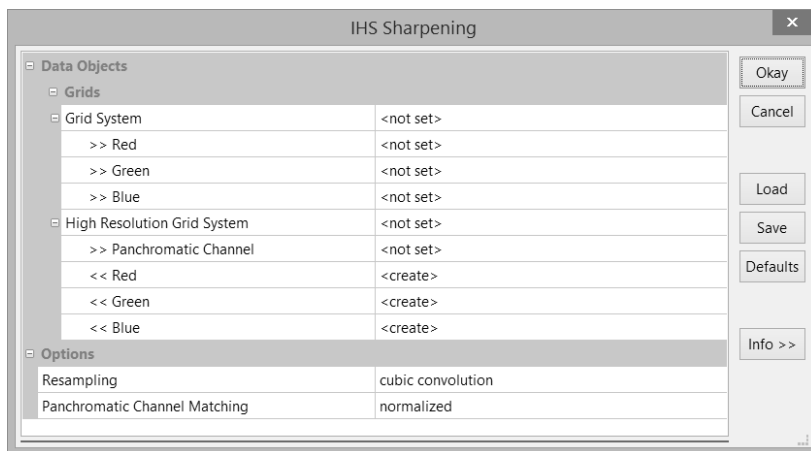 IHS Sharpening
x
Data Objects
Grids
Grid System <not set>
>> Red <not set>
>> Green <not set>
>> Blue <not set>
High Resolution Grid System <not set>
>> Panchromatic Channel <not set>
<< Red <create>
<< Green <create>
<< Blue <create>
Options
Resampling cubic convolution
Panchromatic Channel Matching normalized
Okay
Cancel
Load
Save
Defaults
Info >>